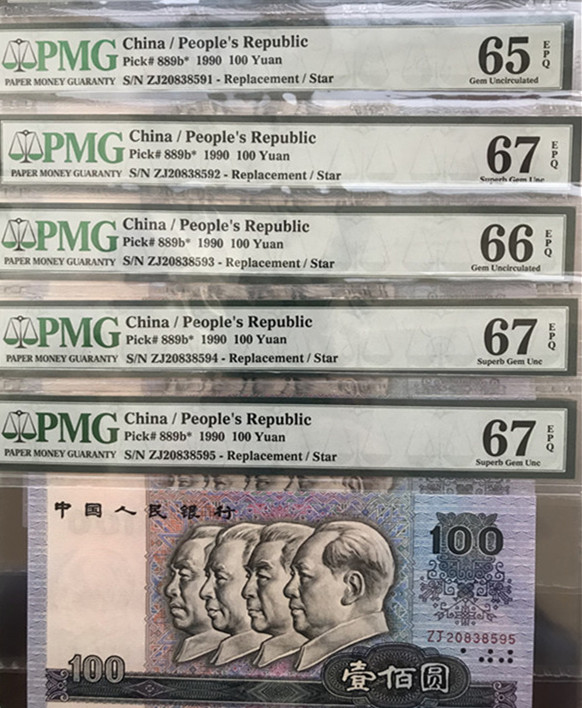 PMG
PAPER MONEY GUARANTY
China / People's Republic
Pick# 889b* 1990 100 Yuan
S/N ZJ20838591 - Replacement / Star
65 EPQ
Gem Uncirculated
PMG
PAPER MONEY GUARANTY
China / People's Republic
Pick# 889b* 1990 100 Yuan
S/N ZJ20838592 - Replacement / Star
67 EPQ
Superb Gem Unc
PMG
PAPER MONEY GUARANTY
China / People's Republic
Pick# 889b* 1990 100 Yuan
S/N ZJ20838593 - Replacement / Star
66 EPQ
Gem Uncirculated
PMG
PAPER MONEY GUARANTY
China / People's Republic
Pick# 889b* 1990 100 Yuan
S/N ZJ20838594 - Replacement / Star
67 EPQ
Superb Gem Unc
PMG
PAPER MONEY GUARANTY
China / People's Republic
Pick# 889b* 1990 100 Yuan
S/N ZJ20838595 - Replacement / Star
67 EPQ
Superb Gem Unc
中国人民银行
100
ZJ20838595
100
壹佰圆